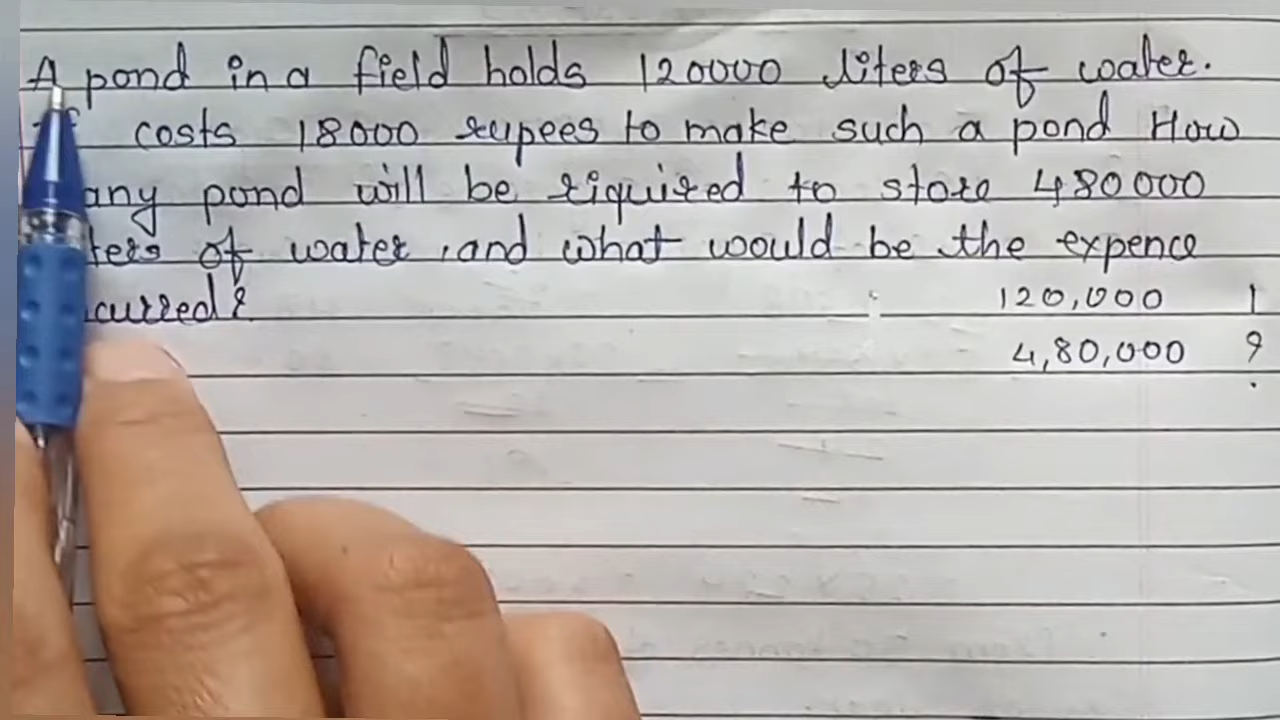 A pond in a field holds 120000 liters of water.
costs 18000 rupees to make such a pond How
any pond will be riquired to store 480000
ters of water, and what would be the expence
curred?
120,000 1
4,80,000 ?